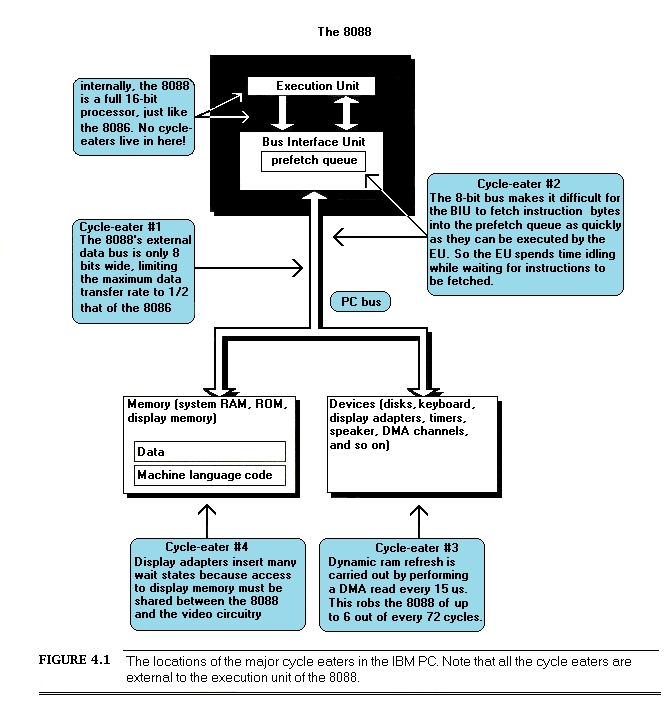 The 8088
internally, the 8088
is a full 16-bit
processor, just like
the 8086. No cycle-
eaters live in here!
Execution Unit
Bus Interface Unit
prefetch queue
Cycle-eater #2
The 8-bit bus makes it difficult for
the BIU to fetch instruction bytes
into the prefetch queue as quickly
as they can be executed by the
EU. So the EU spends time idling
while waiting for instructions to
be fetched.
Cycle-eater #1
The 8088's external
data bus is only 8
bits wide, limiting
the maximum data
transfer rate to 1/2
that of the 8086
PC bus
Memory (system RAM, ROM,
display memory)
Data
Machine language code
Devices (disks, keyboard,
display adapters, timers,
speaker, DMA channels,
and so on)
Cycle-eater #4
Display adapters insert many
wait states because access
to display memory must be
shared between the 8088
and the video circuitry
Cycle-eater #3
Dynamic ram refresh is
carried out by performing
a DMA read every 15 us.
This robs the 8088 of up
to 6 out of every 72 cycles.
FIGURE 4.1 The locations of the major cycle eaters in the IBM PC. Note that all the cycle eaters are
external to the execution unit of the 8088.